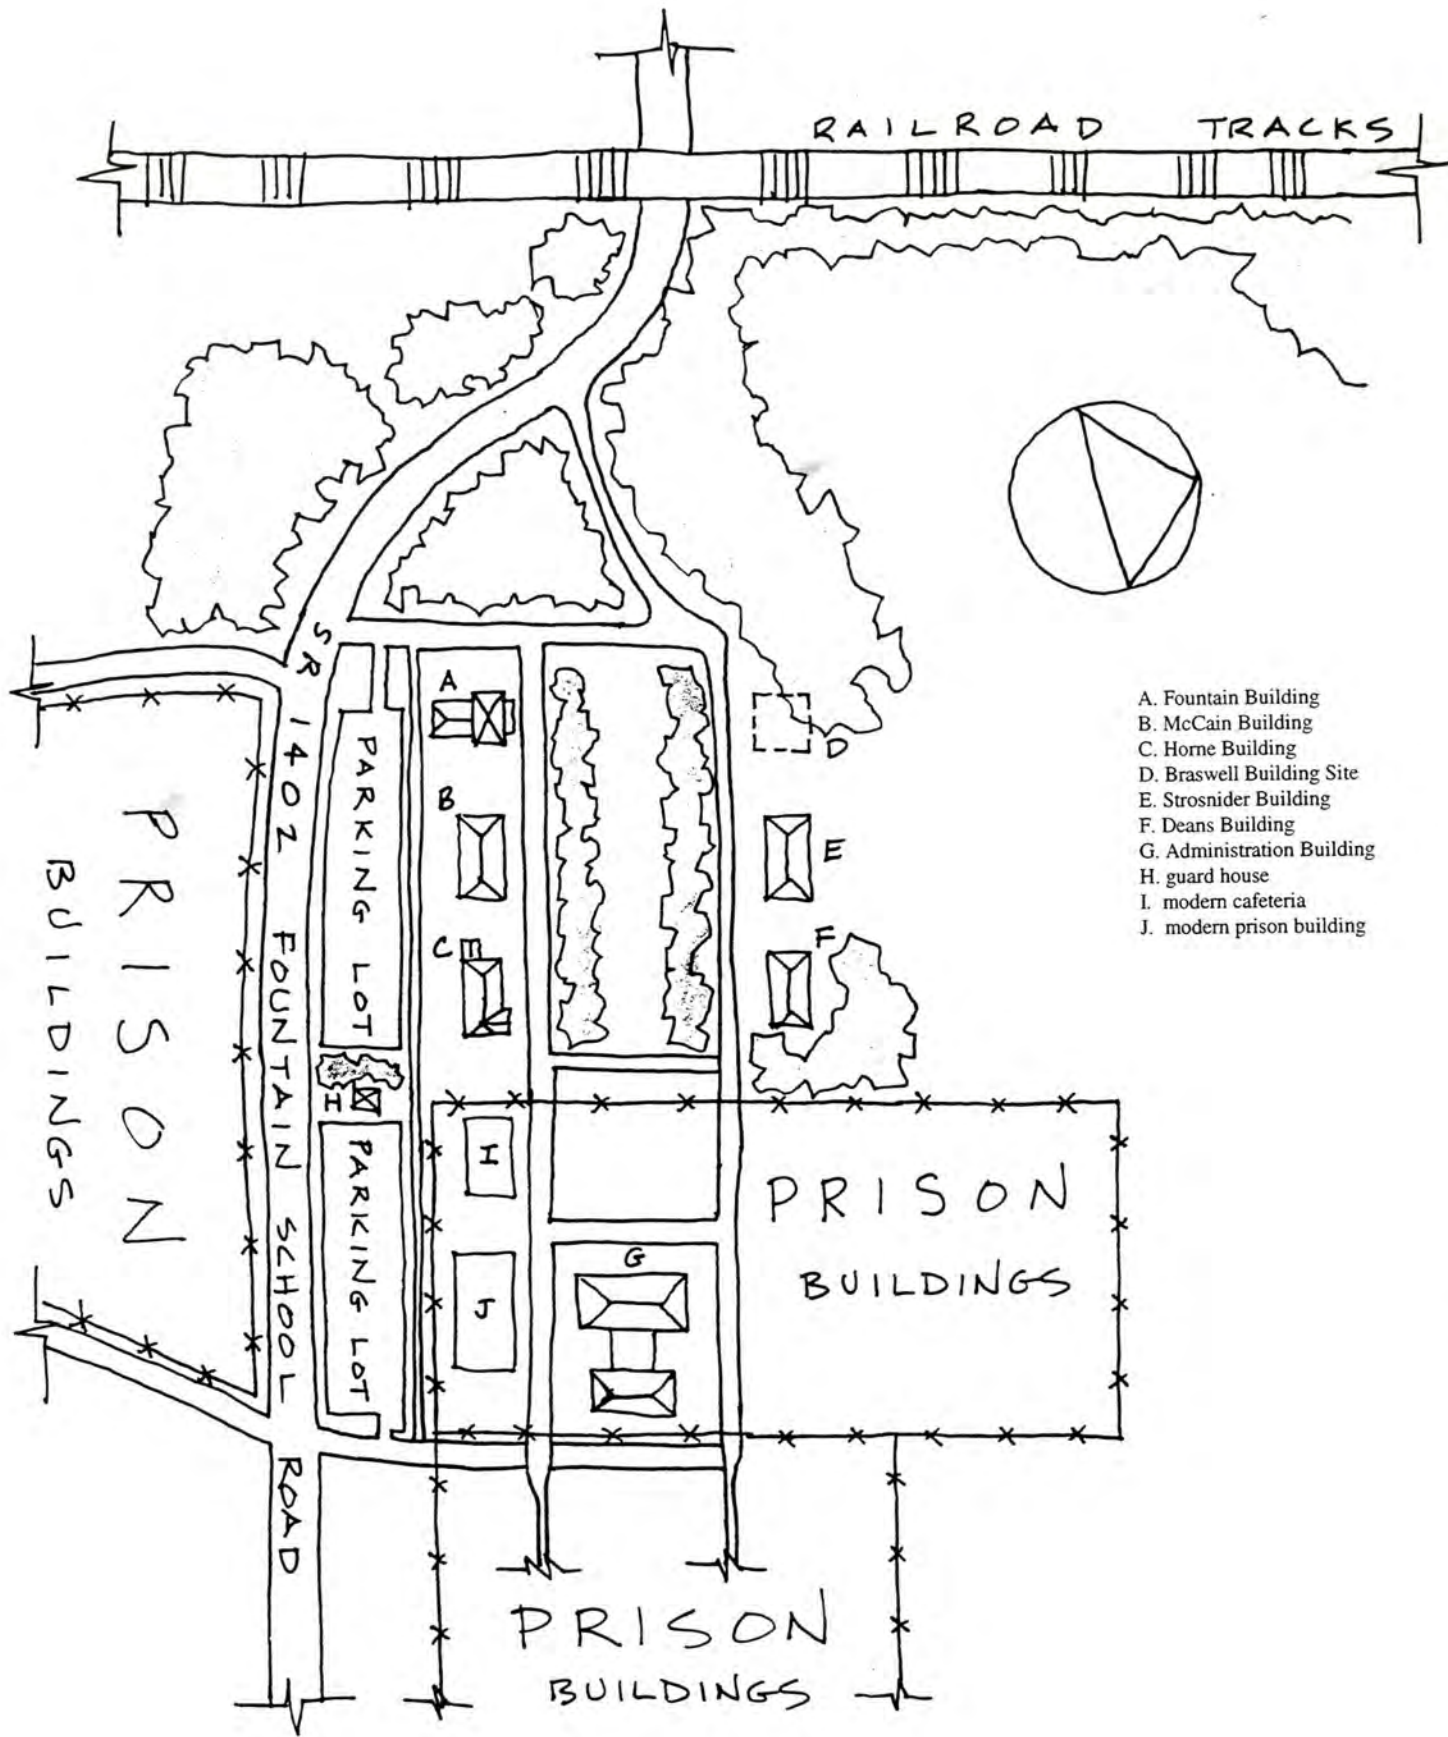 RAILROAD TRACKS
A
B
C
D
E
F
G
H
I
J
SR 1402 FOUNTAIN SCHOOL ROAD
PARKING LOT
PARKING LOT
PRISON
BUILDINGS
PRISON
BUILDINGS
PRISON
BUILDINGS
A. Fountain Building
B. McCain Building
C. Horne Building
D. Braswell Building Site
E. Strosnider Building
F. Deans Building
G. Administration Building
H. guard house
I. modern cafeteria
J. modern prison building